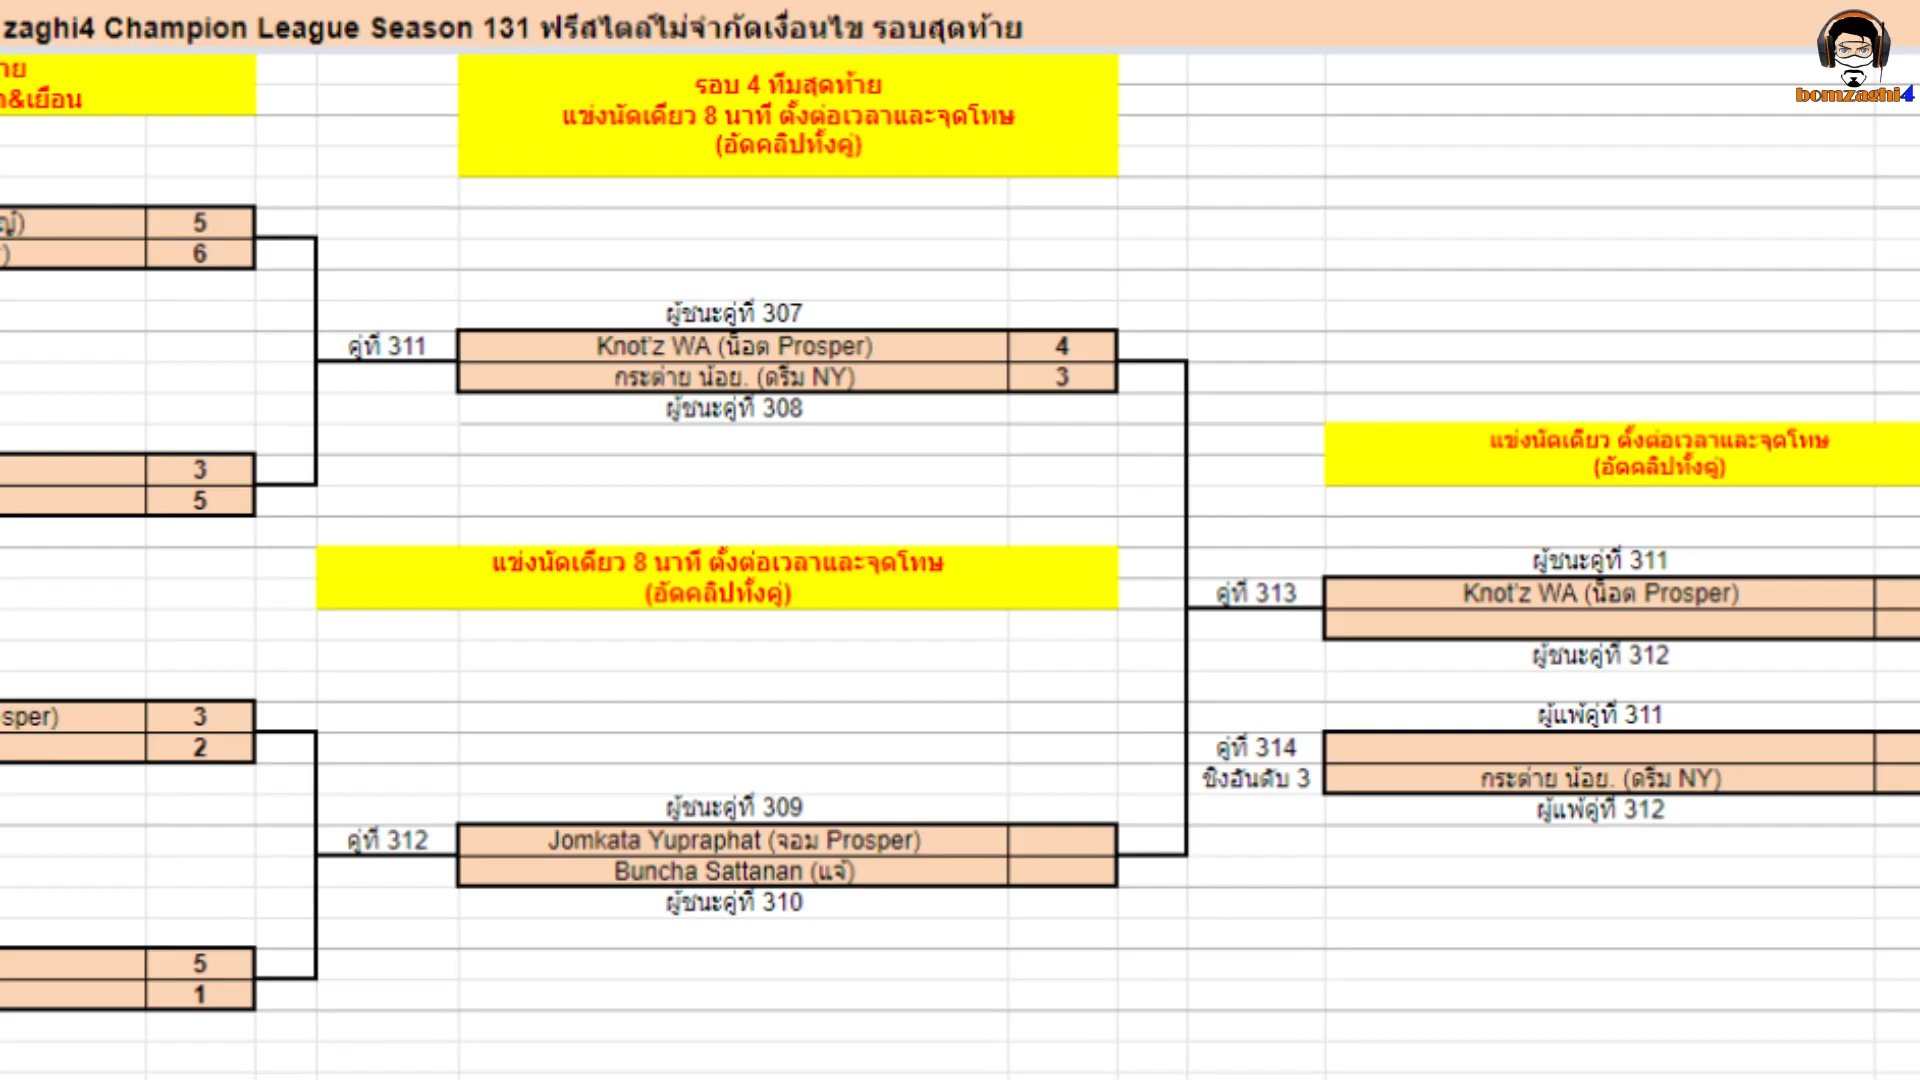 zaghi4 Champion League Season 131 ฟรีสไตล์ไม่จำกัดเงื่อนไข รอบสุดท้าย
bomzaghi4
าย
า&เยือน
รอบ 4 ทีมสุดท้าย
แข่งนัดเดียว 8 นาที ตั้งต่อเวลาและจุดโทษ
(อัดคลิปทั้งคู่)
ญ์) 5
) 6
ผู้ชนะคู่ที่ 307
คู่ที่ 311
Knot'z WA (น็อต Prosper) 4
กระต่าย น้อย. (ดรีม NY) 3
ผู้ชนะคู่ที่ 308
3
5
แข่งนัดเดียว ตั้งต่อเวลาและจุดโทษ
(อัดคลิปทั้งคู่)
แข่งนัดเดียว 8 นาที ตั้งต่อเวลาและจุดโทษ
(อัดคลิปทั้งคู่)
ผู้ชนะคู่ที่ 311
คู่ที่ 313
Knot'z WA (น็อต Prosper)
ผู้ชนะคู่ที่ 312
sper) 3
2
ผู้แพ้คู่ที่ 311
คู่ที่ 314
ชิงอันดับ 3
กระต่าย น้อย. (ดรีม NY)
ผู้แพ้คู่ที่ 312
ผู้ชนะคู่ที่ 309
คู่ที่ 312
Jomkata Yupraphat (จอม Prosper)
Buncha Sattanan (แจ้)
ผู้ชนะคู่ที่ 310
5
1